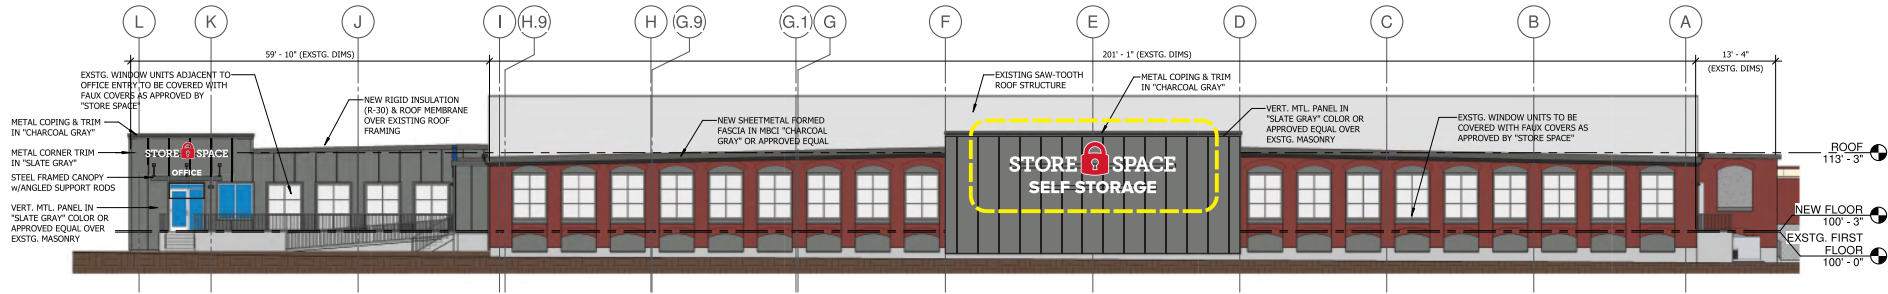 L K J I H.9 H G.9 G.1 G F E D C B A
59' - 10" (EXSTG. DIMS)
201' - 1" (EXSTG. DIMS)
13' - 4"
(EXSTG. DIMS)
EXSTG. WINDOW UNITS ADJACENT TO
OFFICE ENTRY TO BE COVERED WITH
FAUX COVERS AS APPROVED BY
"STORE SPACE"
METAL COPING & TRIM
IN "CHARCOAL GRAY"
METAL CORNER TRIM
IN "SLATE GRAY"
STEEL FRAMED CANOPY
w/ANGLED SUPPORT RODS
VERT. MTL. PANEL IN
"SLATE GRAY" COLOR OR
APPROVED EQUAL OVER
EXSTG. MASONRY
STORE SPACE
OFFICE
NEW RIGID INSULATION
(R-30) & ROOF MEMBRANE
OVER EXISTING ROOF
FRAMING
NEW SHEETMETAL FORMED
FASCIA IN MBCI "CHARCOAL
GRAY" OR APPROVED EQUAL
EXISTING SAW-TOOTH
ROOF STRUCTURE
METAL COPING & TRIM
IN "CHARCOAL GRAY"
STORE SPACE
SELF STORAGE
VERT. MTL. PANEL IN
"SLATE GRAY" COLOR OR
APPROVED EQUAL OVER
EXSTG. MASONRY
EXSTG. WINDOW UNITS TO BE
COVERED WITH FAUX COVERS AS
APPROVED BY "STORE SPACE"
ROOF
113' - 3"
NEW FLOOR
100' - 3"
EXSTG. FIRST
FLOOR
100' - 0"